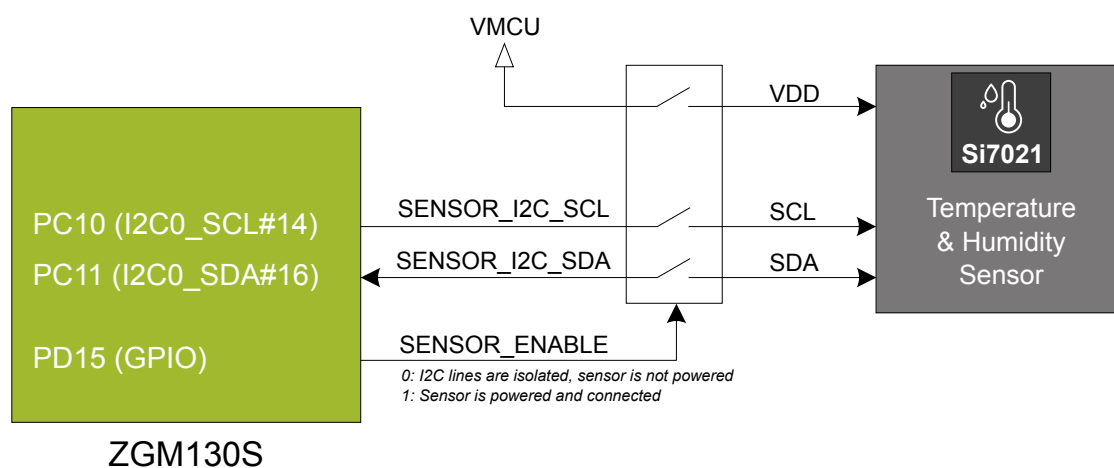 VMCU
VDD
Si7021
PC10 (I2C0_SCL#14)
SENSOR_I2C_SCL
SCL
Temperature
& Humidity
Sensor
PC11 (I2C0_SDA#16)
SENSOR_I2C_SDA
SDA
PD15 (GPIO)
SENSOR_ENABLE
0: I2C lines are isolated, sensor is not powered
1: Sensor is powered and connected
ZGM130S